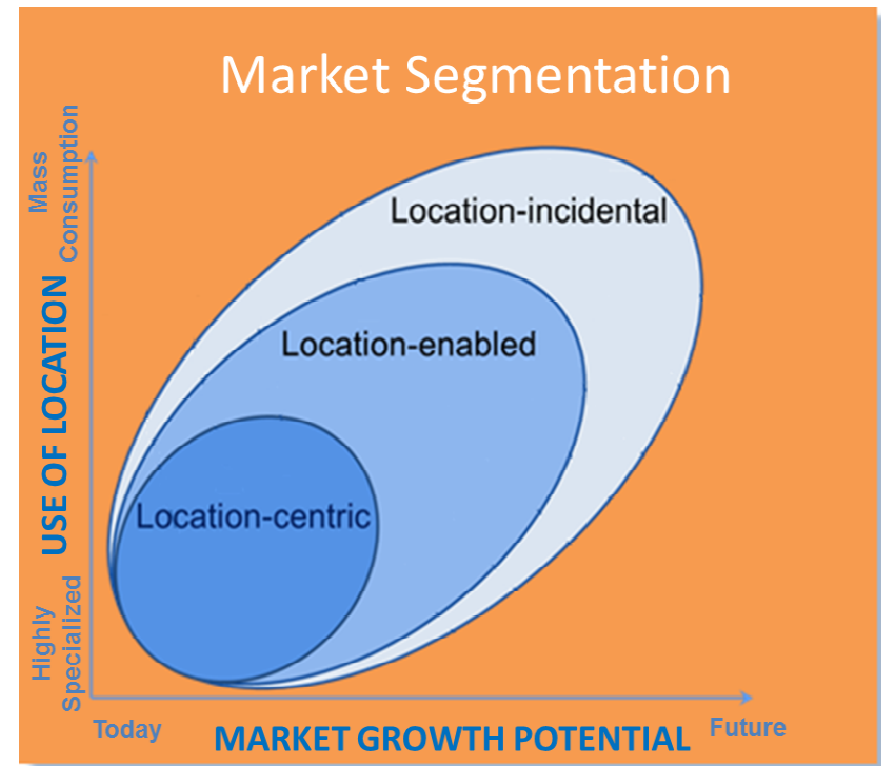 Market Segmentation
Mass
Consumption
USE OF LOCATION
Highly
Specialized
Location-incidental
Location-enabled
Location-centric
Today
MARKET GROWTH POTENTIAL
Future